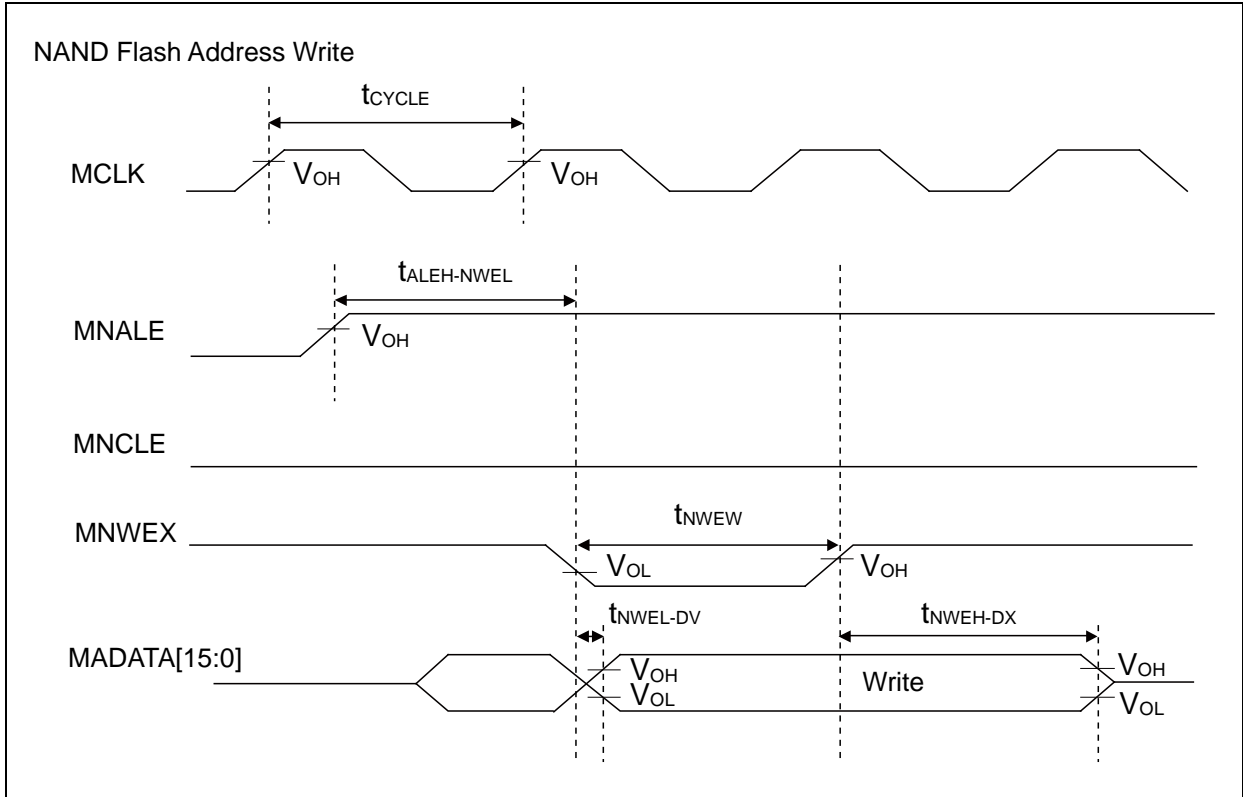 NAND Flash Address Write
tCYCLE
MCLK
VOH
VOH
tALEH-NWEL
MNALE
VOH
MNCLE
tNWEW
MNWEX
VOL
VOH
tNWEL-DV
tNWEH-DX
MADATA[15:0]
VOH
VOL
Write
VOH
VOL